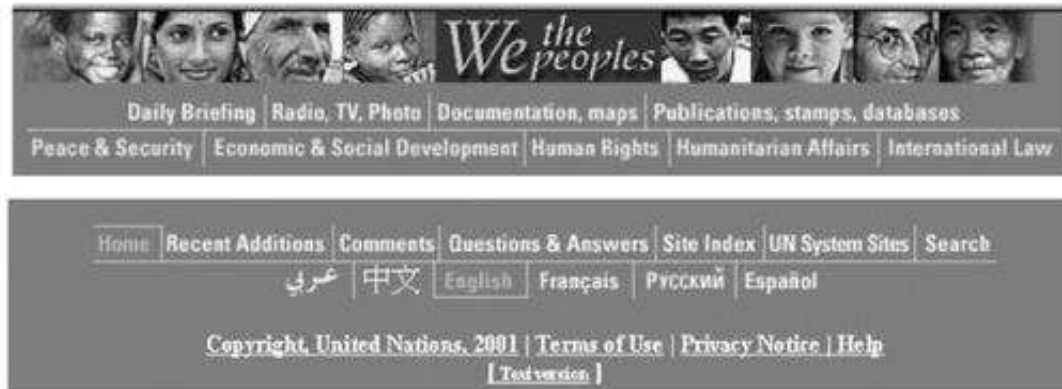 We the peoples
Daily Briefing | Radio, TV, Photo | Documentation, maps | Publications, stamps, databases
Peace & Security | Economic & Social Development | Human Rights | Humanitarian Affairs | International Law
Home | Recent Additions | Comments | Questions & Answers | Site Index | UN System Sites | Search
عربي | 中文 | English | Français | Русский | Español
Copyright, United Nations, 2001 | Terms of Use | Privacy Notice | Help
[ Text version ]